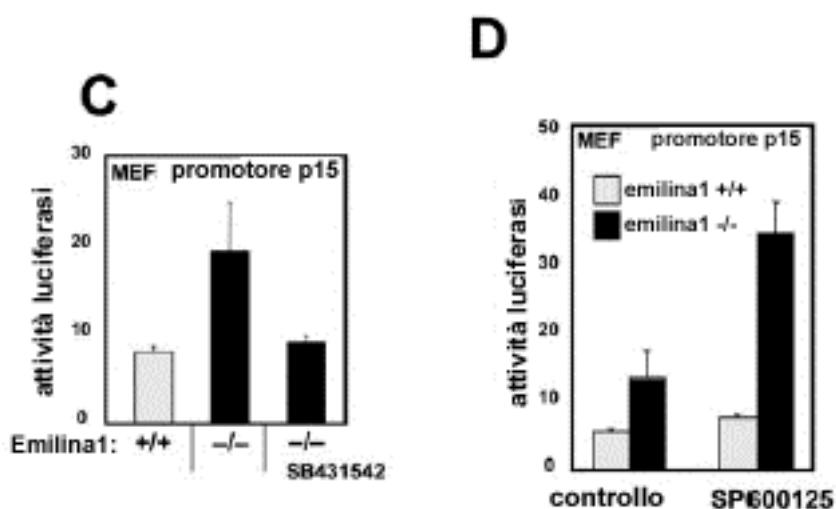 C
MEF promotore p15
30
20
10
0
attività luciferasi
Emilina1: +/+ –/– –/–
SB431542
D
MEF promotore p15
emilina1 +/+
emilina1 -/-
50
40
30
20
10
0
attività luciferasi
controllo SP600125